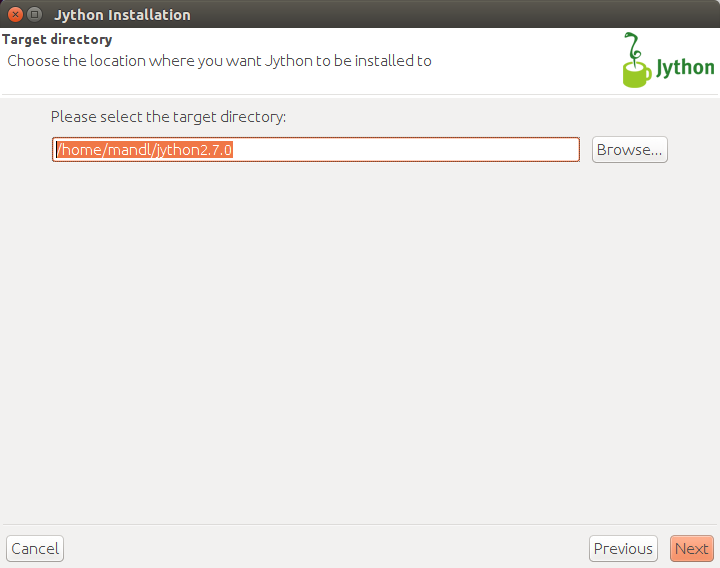 Jython Installation
Target directory
Choose the location where you want Jython to be installed to
Jython
Please select the target directory:
/home/mandl/jython2.7.0
Browse...
Cancel
Previous
Next